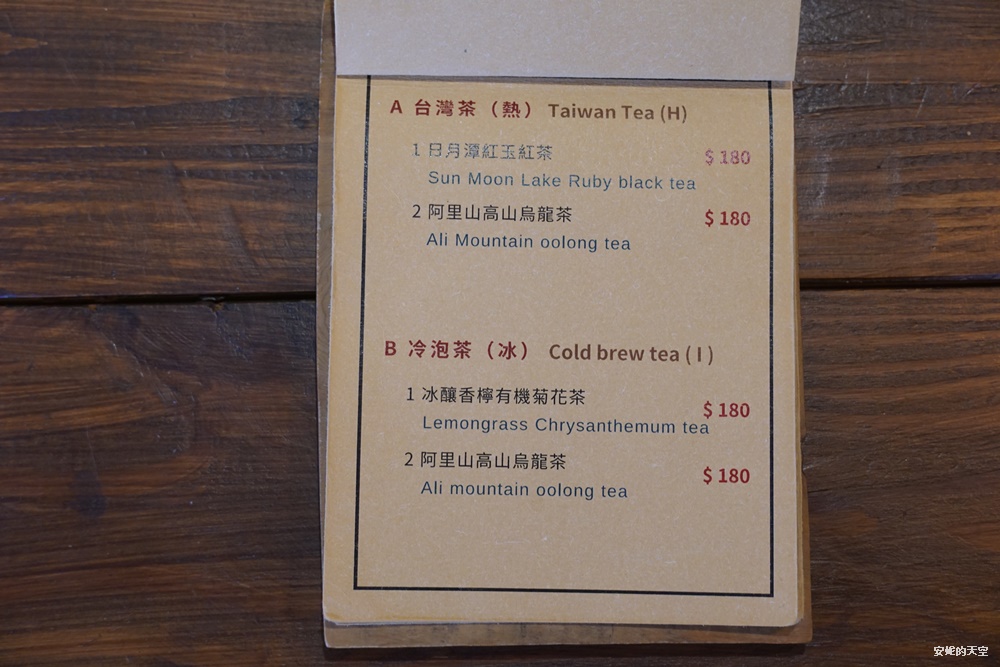 A 台灣茶（熱） Taiwan Tea (H)
1 日月潭紅玉紅茶 $180
Sun Moon Lake Ruby black tea
2 阿里山高山烏龍茶 $180
Ali Mountain oolong tea
B 冷泡茶（冰） Cold brew tea ( I )
1 冰釀香檸有機菊花茶 $180
Lemongrass Chrysanthemum tea
2 阿里山高山烏龍茶 $180
Ali mountain oolong tea
安妮的天空